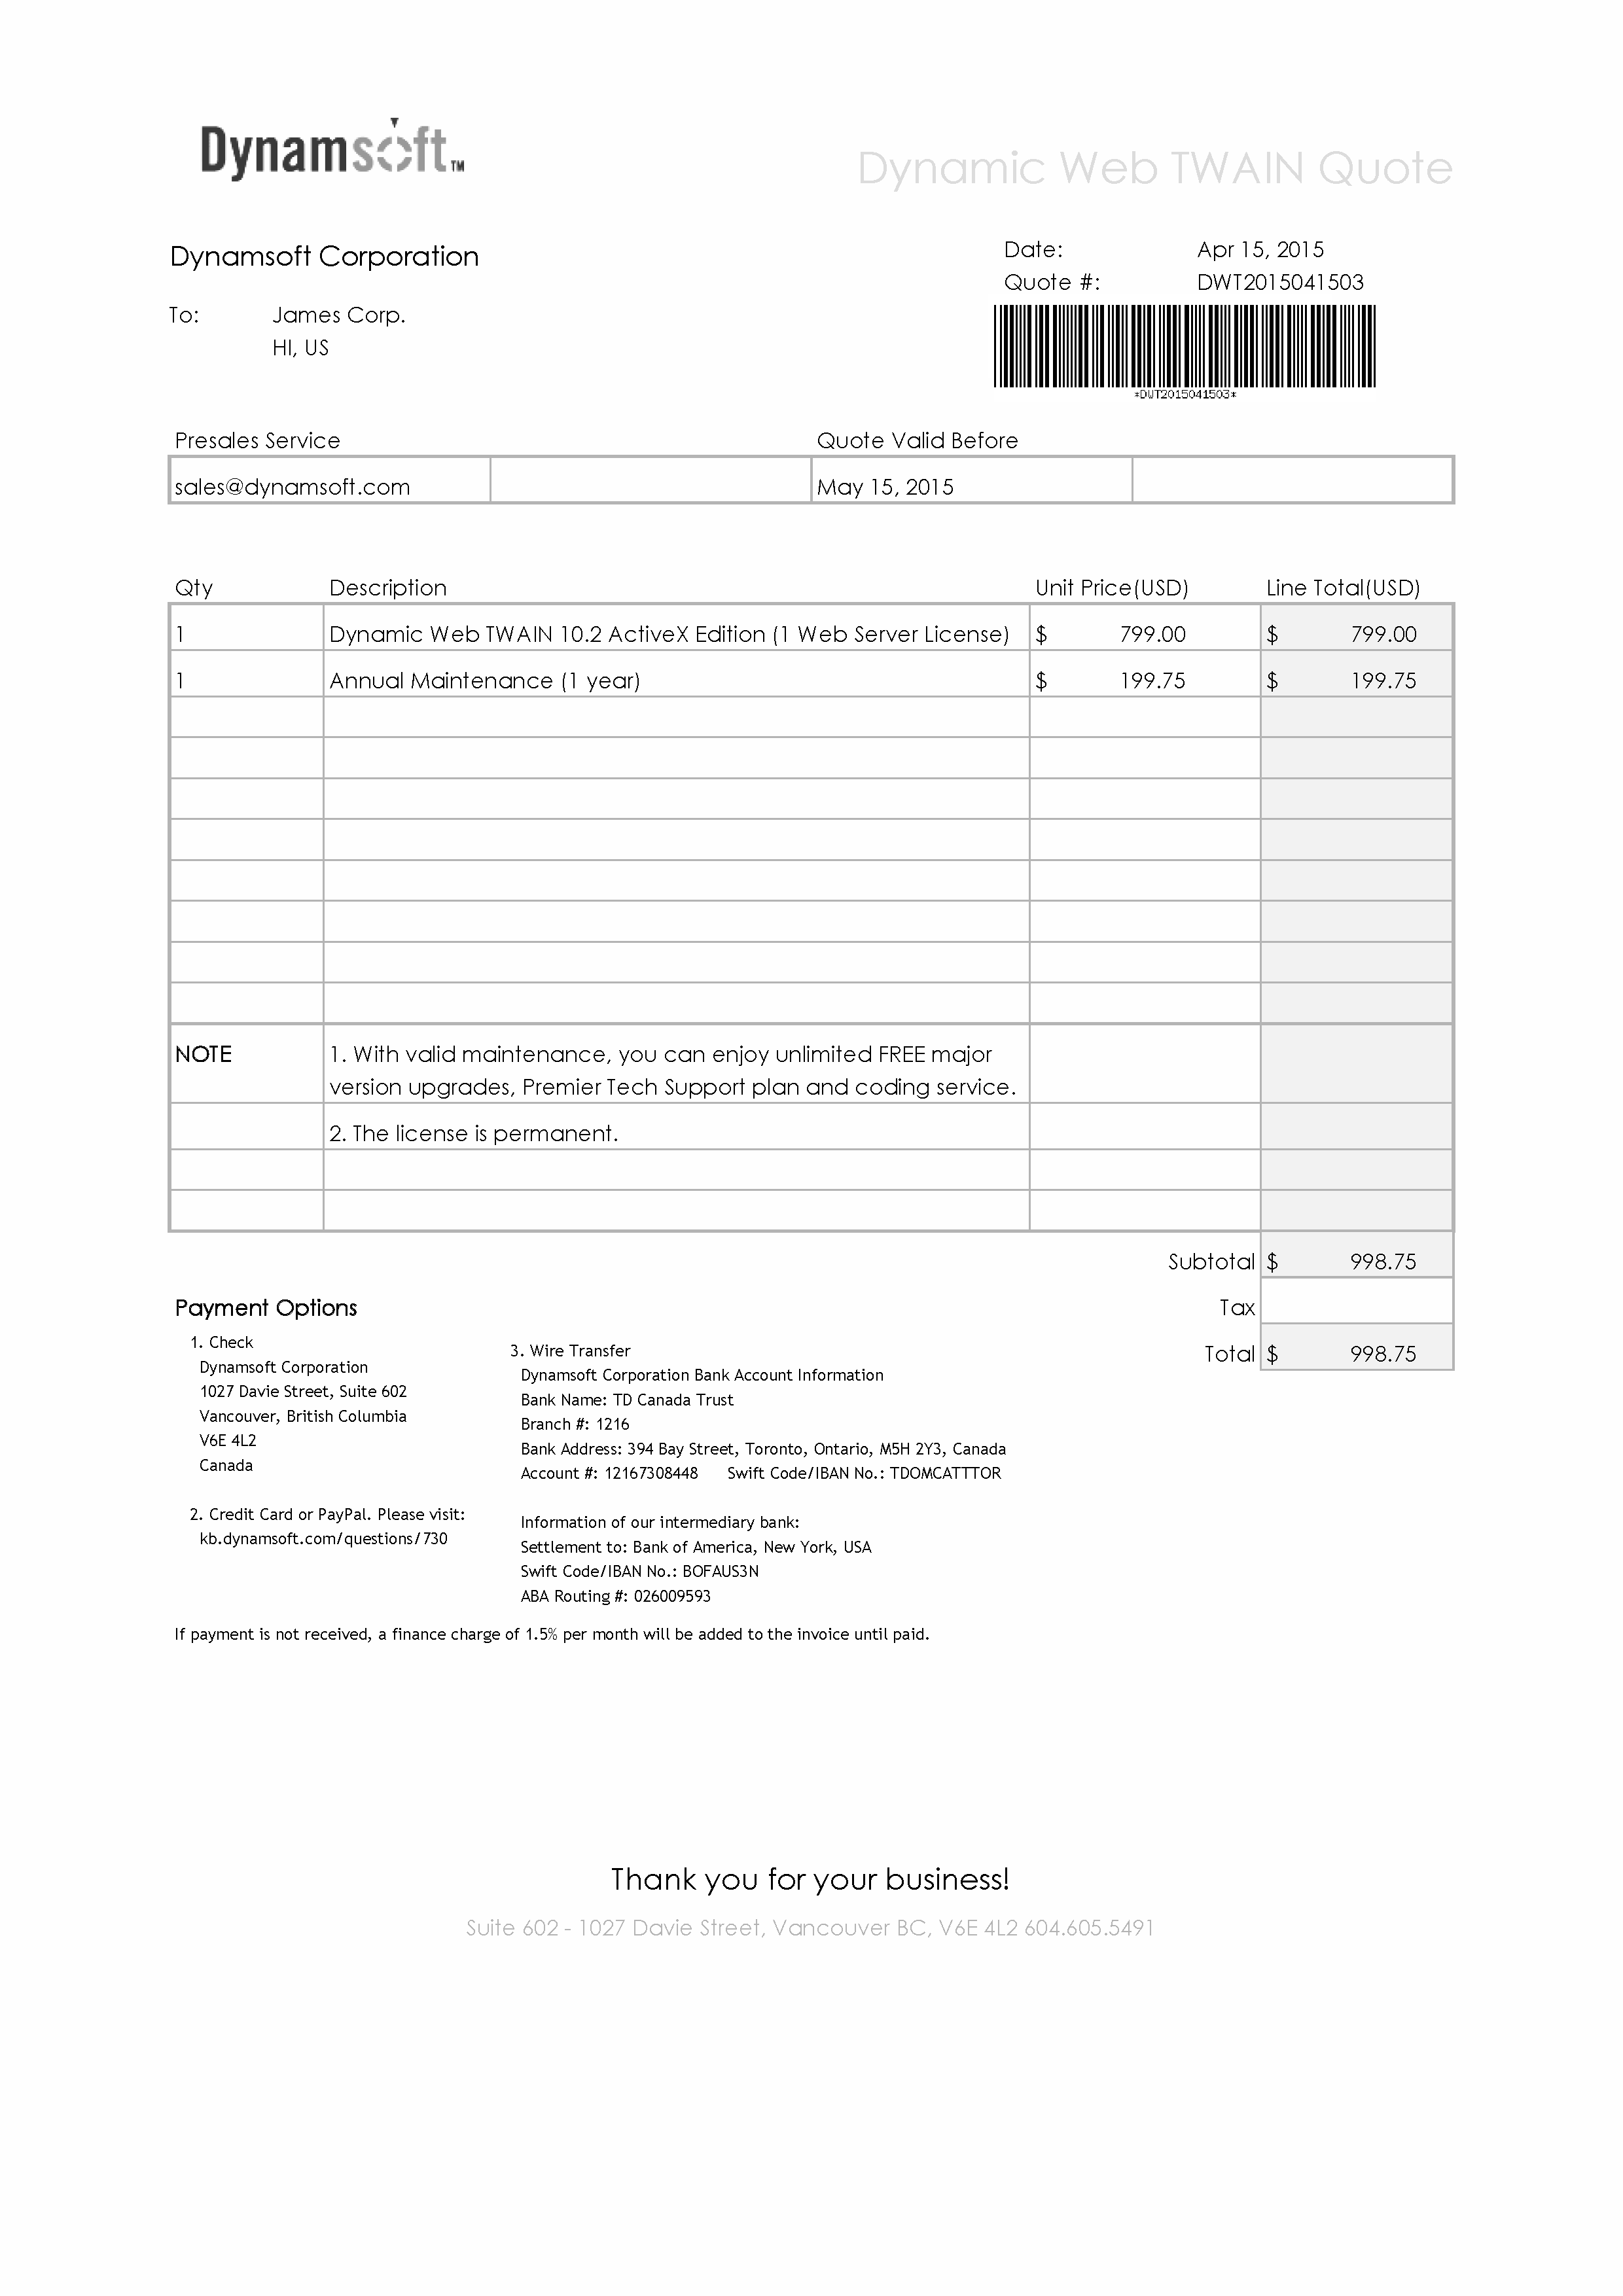 Dynamsoft™
Dynamic Web TWAIN Quote
Dynamsoft Corporation
Date: Apr 15, 2015
Quote #: DWT2015041503
To: James Corp.
HI, US
*DWT2015041503*
Presales Service Quote Valid Before
sales@dynamsoft.com May 15, 2015
Qty Description Unit Price(USD) Line Total(USD)
1 Dynamic Web TWAIN 10.2 ActiveX Edition (1 Web Server License) $ 799.00 $ 799.00
1 Annual Maintenance (1 year) $ 199.75 $ 199.75
NOTE 1. With valid maintenance, you can enjoy unlimited FREE major
version upgrades, Premier Tech Support plan and coding service.
2. The license is permanent.
Subtotal $ 998.75
Tax
Total $ 998.75
Payment Options
1. Check
Dynamsoft Corporation
1027 Davie Street, Suite 602
Vancouver, British Columbia
V6E 4L2
Canada
2. Credit Card or PayPal. Please visit:
kb.dynamsoft.com/questions/730
3. Wire Transfer
Dynamsoft Corporation Bank Account Information
Bank Name: TD Canada Trust
Branch #: 1216
Bank Address: 394 Bay Street, Toronto, Ontario, M5H 2Y3, Canada
Account #: 12167308448 Swift Code/IBAN No.: TDOMCATTTOR
Information of our intermediary bank:
Settlement to: Bank of America, New York, USA
Swift Code/IBAN No.: BOFAUS3N
ABA Routing #: 026009593
If payment is not received, a finance charge of 1.5% per month will be added to the invoice until paid.
Thank you for your business!
Suite 602 - 1027 Davie Street, Vancouver BC, V6E 4L2 604.605.5491